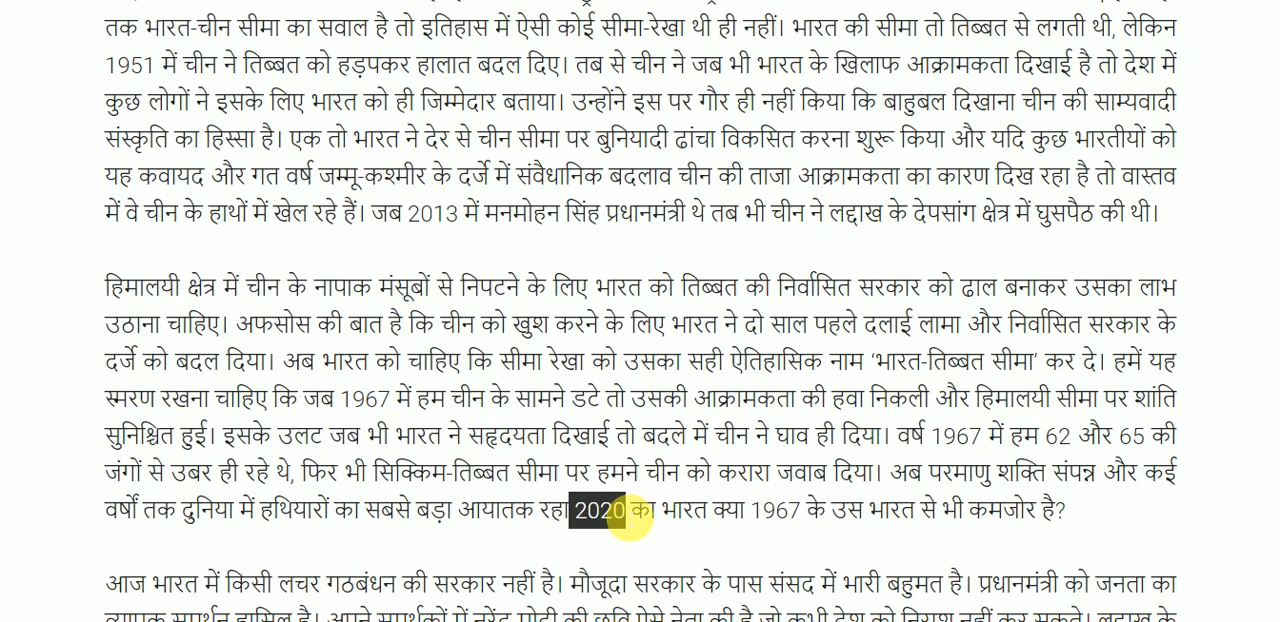 तक भारत-चीन सीमा का सवाल है तो इतिहास में ऐसी कोई सीमा-रेखा थी ही नहीं। भारत की सीमा तो तिब्बत से लगती थी, लेकिन
1951 में चीन ने तिब्बत को हड़पकर हालात बदल दिए। तब से चीन ने जब भी भारत के खिलाफ आक्रामकता दिखाई है तो देश में
कुछ लोगों ने इसके लिए भारत को ही जिम्मेदार बताया। उन्होंने इस पर गौर ही नहीं किया कि बाहुबल दिखाना चीन की साम्यवादी
संस्कृति का हिस्सा है। एक तो भारत ने देर से चीन सीमा पर बुनियादी ढांचा विकसित करना शुरू किया और यदि कुछ भारतीयों को
यह कवायद और गत वर्ष जम्मू-कश्मीर के दर्जे में संवैधानिक बदलाव चीन की ताजा आक्रामकता का कारण दिख रहा है तो वास्तव
में वे चीन के हाथों में खेल रहे हैं। जब 2013 में मनमोहन सिंह प्रधानमंत्री थे तब भी चीन ने लद्दाख के देपसांग क्षेत्र में घुसपैठ की थी।
हिमालयी क्षेत्र में चीन के नापाक मंसूबों से निपटने के लिए भारत को तिब्बत की निर्वासित सरकार को ढाल बनाकर उसका लाभ
उठाना चाहिए। अफसोस की बात है कि चीन को खुश करने के लिए भारत ने दो साल पहले दलाई लामा और निर्वासित सरकार के
दर्जे को बदल दिया। अब भारत को चाहिए कि सीमा रेखा को उसका सही ऐतिहासिक नाम ‘भारत-तिब्बत सीमा’ कर दे। हमें यह
स्मरण रखना चाहिए कि जब 1967 में हम चीन के सामने डटे तो उसकी आक्रामकता की हवा निकली और हिमालयी सीमा पर शांति
सुनिश्चित हुई। इसके उलट जब भी भारत ने सहृदयता दिखाई तो बदले में चीन ने घाव ही दिया। वर्ष 1967 में हम 62 और 65 की
जंगों से उबर ही रहे थे, फिर भी सिक्किम-तिब्बत सीमा पर हमने चीन को करारा जवाब दिया। अब परमाणु शक्ति संपन्न और कई
वर्षों तक दुनिया में हथियारों का सबसे बड़ा आयातक रहा 2020 का भारत क्या 1967 के उस भारत से भी कमजोर है?
आज भारत में किसी लचर गठबंधन की सरकार नहीं है। मौजूदा सरकार के पास संसद में भारी बहुमत है। प्रधानमंत्री को जनता का